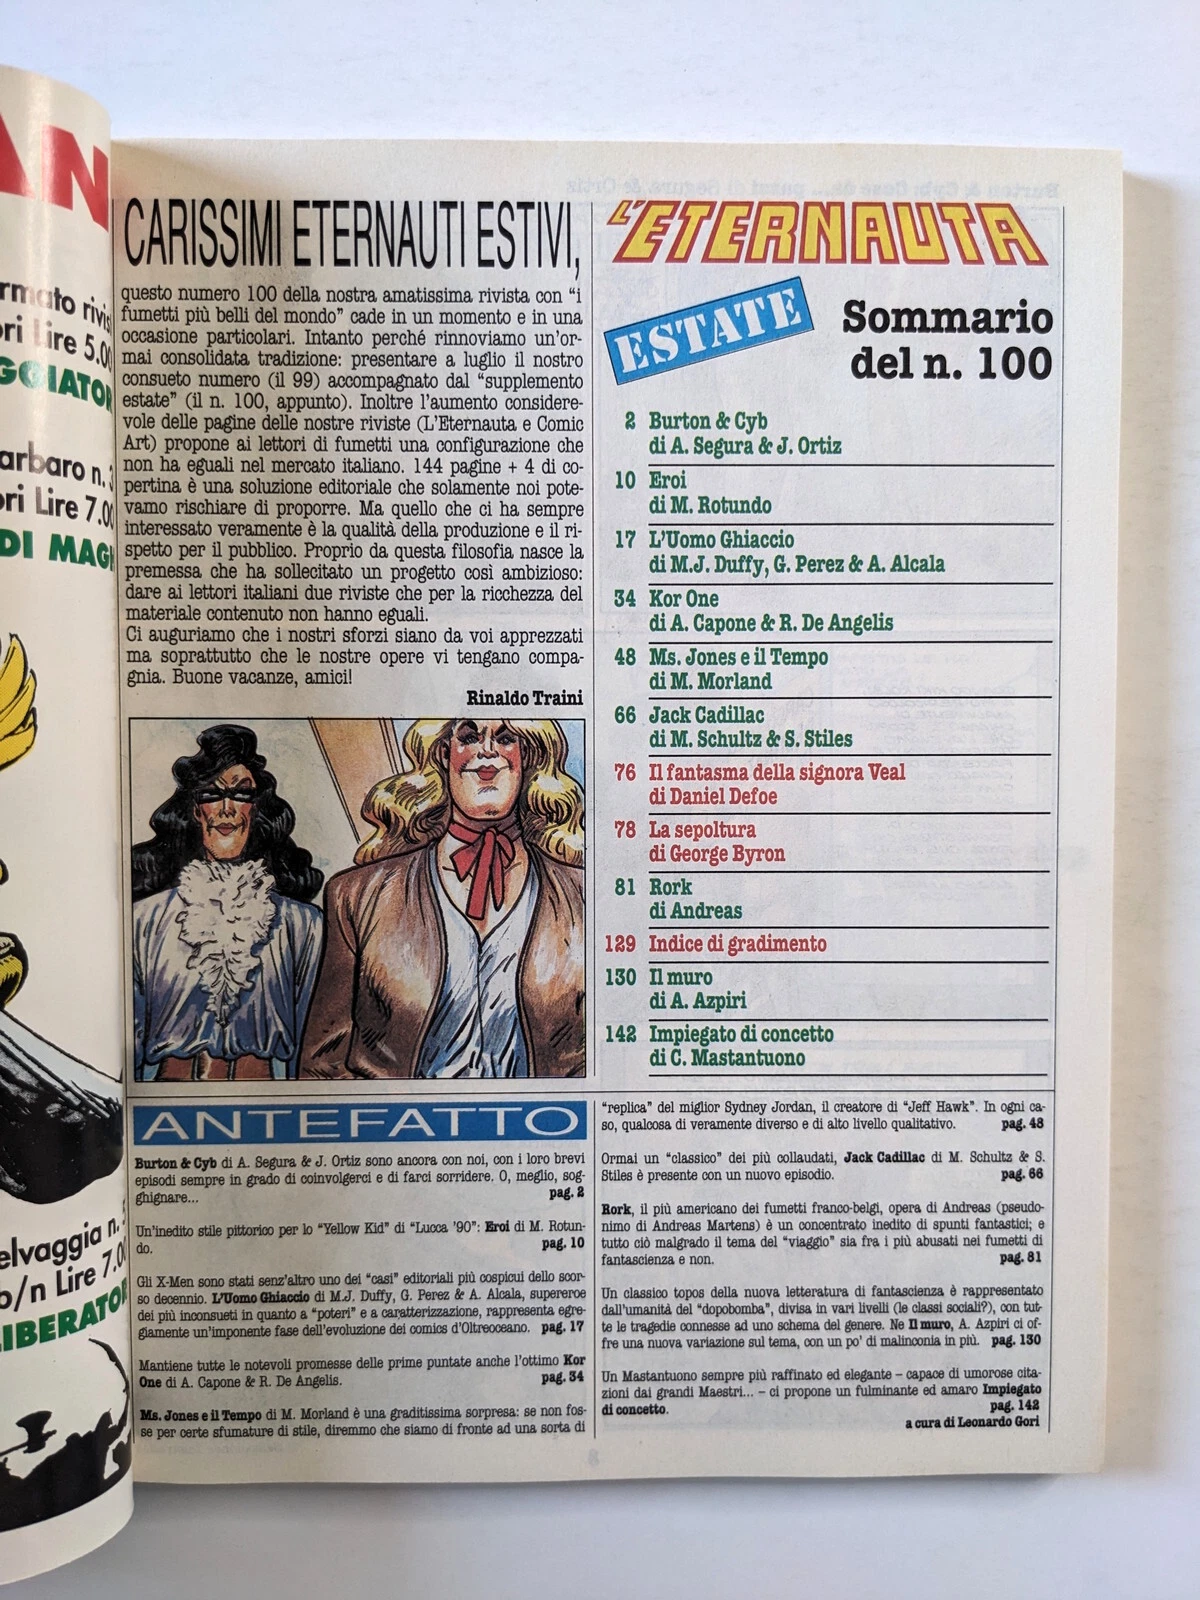 AN
rmato rivis
ori Lire 5.00
GGIATOR
arbaro n. 3
ori Lire 7.00
DI MAGI
elvaggia n. 5
b/n Lire 7.00
LIBERATOR
CARISSIMI ETERNAUTI ESTIVI,
questo numero 100 della nostra amatissima rivista con “i
fumetti più belli del mondo” cade in un momento e in una
occasione particolari. Intanto perché rinnoviamo un'or-
mai consolidata tradizione: presentare a luglio il nostro
consueto numero (il 99) accompagnato dal “supplemento
estate” (il n. 100, appunto). Inoltre l'aumento considere-
vole delle pagine delle nostre riviste (L'Eternauta e Comic
Art) propone ai lettori di fumetti una configurazione che
non ha eguali nel mercato italiano. 144 pagine + 4 di co-
pertina è una soluzione editoriale che solamente noi pote-
vamo rischiare di proporre. Ma quello che ci ha sempre
interessato veramente è la qualità della produzione e il ri-
spetto per il pubblico. Proprio da questa filosofia nasce la
premessa che ha sollecitato un progetto così ambizioso:
dare ai lettori italiani due riviste che per la ricchezza del
materiale contenuto non hanno eguali.
Ci auguriamo che i nostri sforzi siano da voi apprezzati
ma soprattutto che le nostre opere vi tengano compa-
gnia. Buone vacanze, amici!
Rinaldo Traini
L'ETERNAUTA
ESTATE
Sommario
del n. 100
2 Burton & Cyb
di A. Segura & J. Ortiz
10 Eroi
di M. Rotundo
17 L'Uomo Ghiaccio
di M.J. Duffy, G. Perez & A. Alcala
34 Kor One
di A. Capone & R. De Angelis
48 Ms. Jones e il Tempo
di M. Morland
66 Jack Cadillac
di M. Schultz & S. Stiles
76 Il fantasma della signora Veal
di Daniel Defoe
78 La sepoltura
di George Byron
81 Rork
di Andreas
129 Indice di gradimento
130 Il muro
di A. Azpiri
142 Impiegato di concetto
di C. Mastantuono
ANTEFATTO
Burton & Cyb di A. Segura & J. Ortiz sono ancora con noi, con i loro brevi
episodi sempre in grado di coinvolgerci e di farci sorridere. O, meglio, sog-
ghignare... pag. 2
Un'inedito stile pittorico per lo “Yellow Kid” di “Lucca '90”: Eroi di M. Rotun-
do. pag. 10
Gli X-Men sono stati senz'altro uno dei “casi” editoriali più cospicui dello scor-
so decennio. L'Uomo Ghiaccio di M.J. Duffy, G. Perez & A. Alcala, supereroe
dei più inconsueti in quanto a “poteri” e a caratterizzazione, rappresenta egre-
giamente un'imponente fase dell'evoluzione dei comics d'Oltreoceano. pag. 17
Mantiene tutte le notevoli promesse delle prime puntate anche l'ottimo Kor
One di A. Capone & R. De Angelis. pag. 34
Ms. Jones e il Tempo di M. Morland è una graditissima sorpresa: se non fos-
se per certe sfumature di stile, diremmo che siamo di fronte ad una sorta di
“replica” del miglior Sydney Jordan, il creatore di “Jeff Hawk”. In ogni ca-
so, qualcosa di veramente diverso e di alto livello qualitativo. pag. 48
Ormai un “classico” dei più collaudati, Jack Cadillac di M. Schultz & S.
Stiles è presente con un nuovo episodio. pag. 66
Rork, il più americano dei fumetti franco-belgi, opera di Andreas (pseudo-
nimo di Andreas Martens) è un concentrato inedito di spunti fantastici; e
tutto ciò malgrado il tema del “viaggio” sia fra i più abusati nei fumetti di
fantascienza e non. pag. 81
Un classico topos della nuova letteratura di fantascienza è rappresentato
dall'umanità del “dopobomba”, divisa in vari livelli (le classi sociali?), con tut-
te le tragedie connesse ad uno schema del genere. Ne Il muro, A. Azpiri ci of-
fre una nuova variazione sul tema, con un po' di malinconia in più. pag. 130
Un Mastantuono sempre più raffinato ed elegante – capace di umorose cita-
zioni dai grandi Maestri... – ci propone un fulminante ed amaro Impiegato
di concetto. pag. 142
a cura di Leonardo Gori